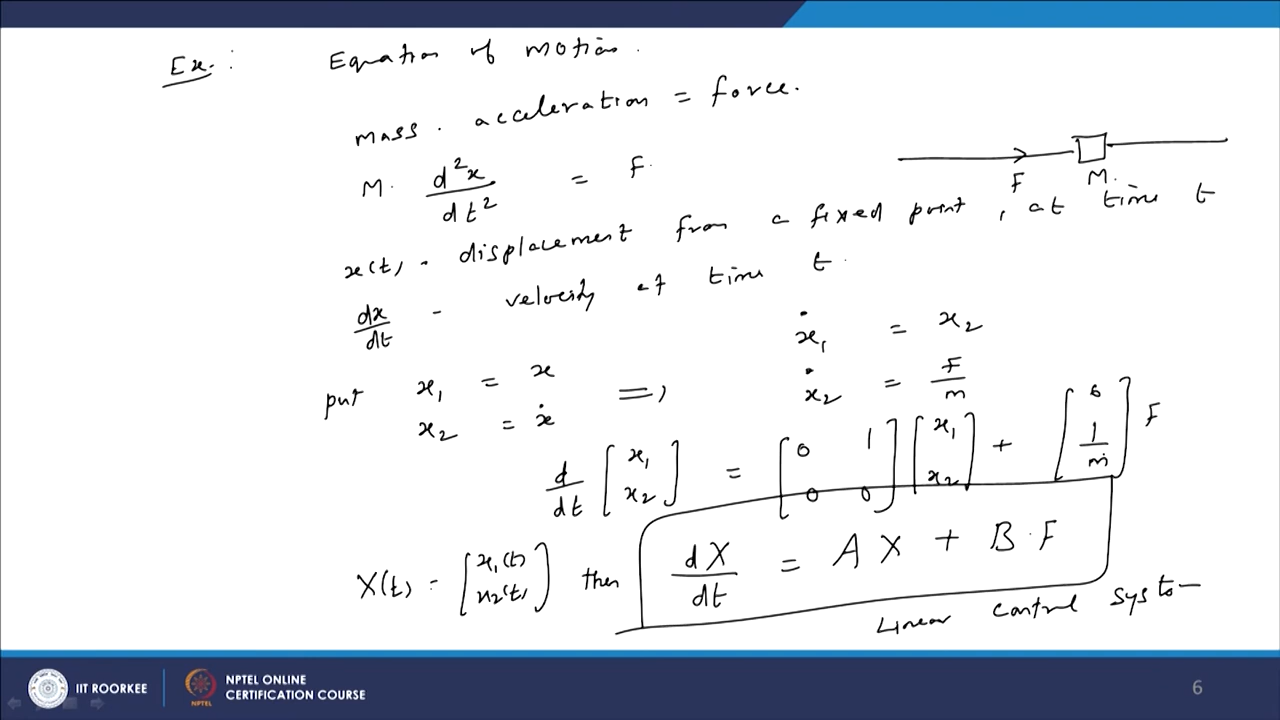 Ex. : Equation of motion.
Mass . acceleration = force.
M. d²x/dt² = F.
F M.
x(t) - displacement from a fixed point, at time t
dx/dt - velocity at time t.
put x₁ = x => ẋ₁ = x₂
x₂ = ẋ ẋ₂ = F/m
d/dt [x₁ x₂] = [0 1 0 0] [x₁ x₂] + [0 1/m] F
X(t) = [x₁(t) x₂(t)] then dX/dt = AX + B.F
Linear control system
IIT ROORKEE
NPTEL
NPTEL ONLINE
CERTIFICATION COURSE
6